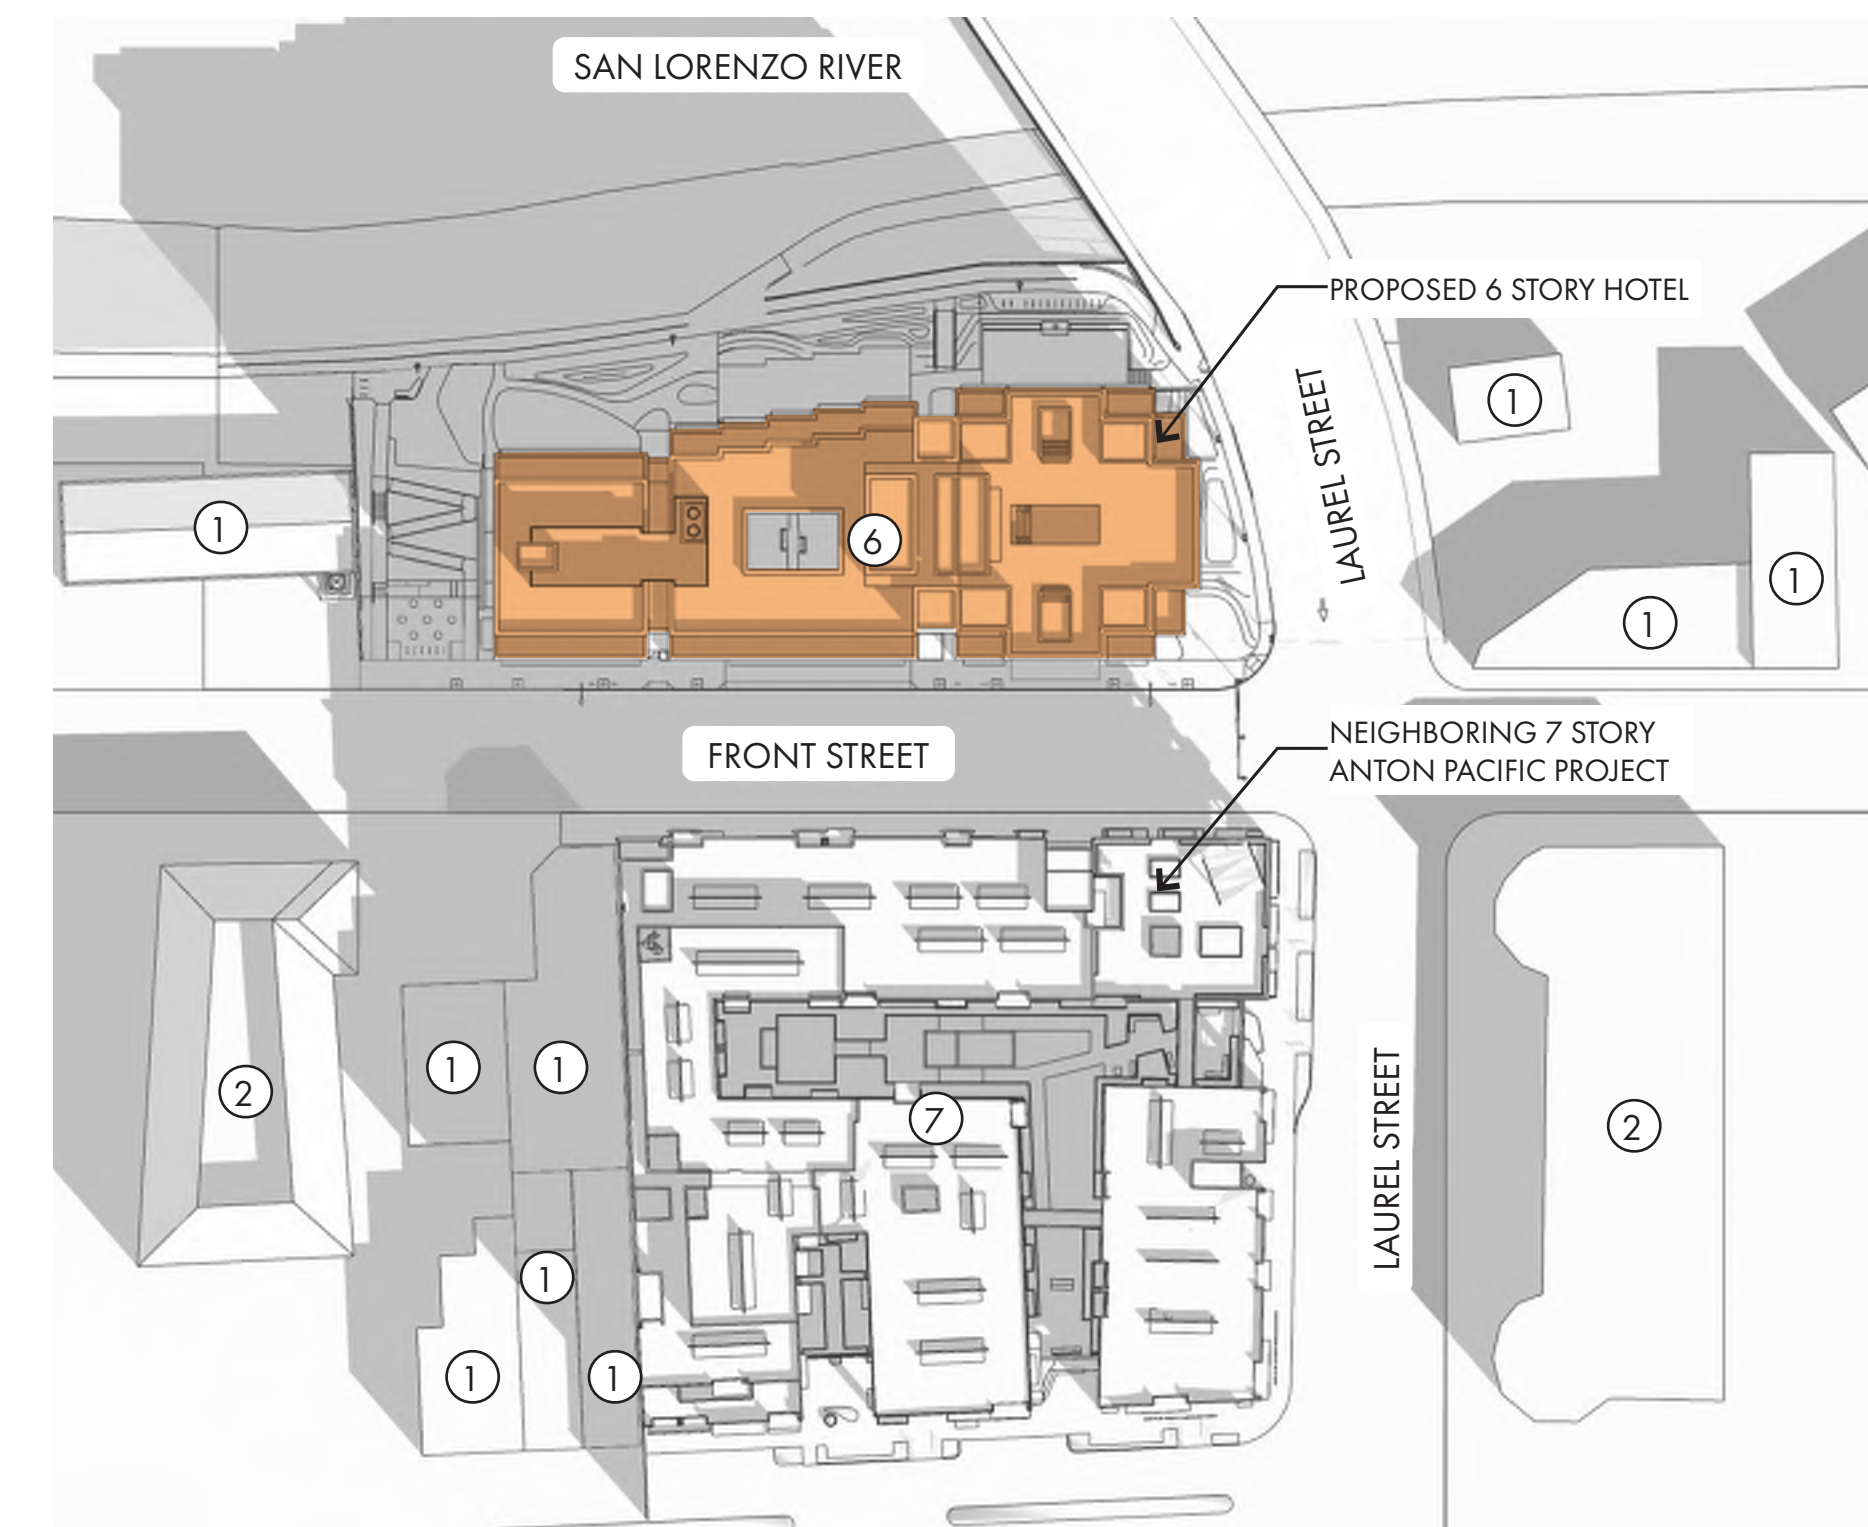 SAN LORENZO RIVER
PROPOSED 6 STORY HOTEL
1
LAUREL STREET
1
6
1
1
NEIGHBORING 7 STORY
ANTON PACIFIC PROJECT
FRONT STREET
1
1
2
7
2
LAUREL STREET
1
1
1